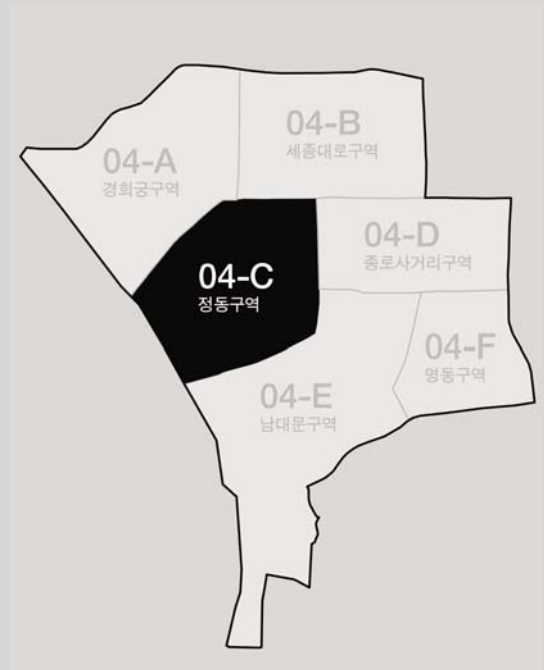 04-B
세종대로구역
04-A
경희궁구역
04-D
종로사거리구역
04-C
정동구역
04-F
명동구역
04-E
남대문구역